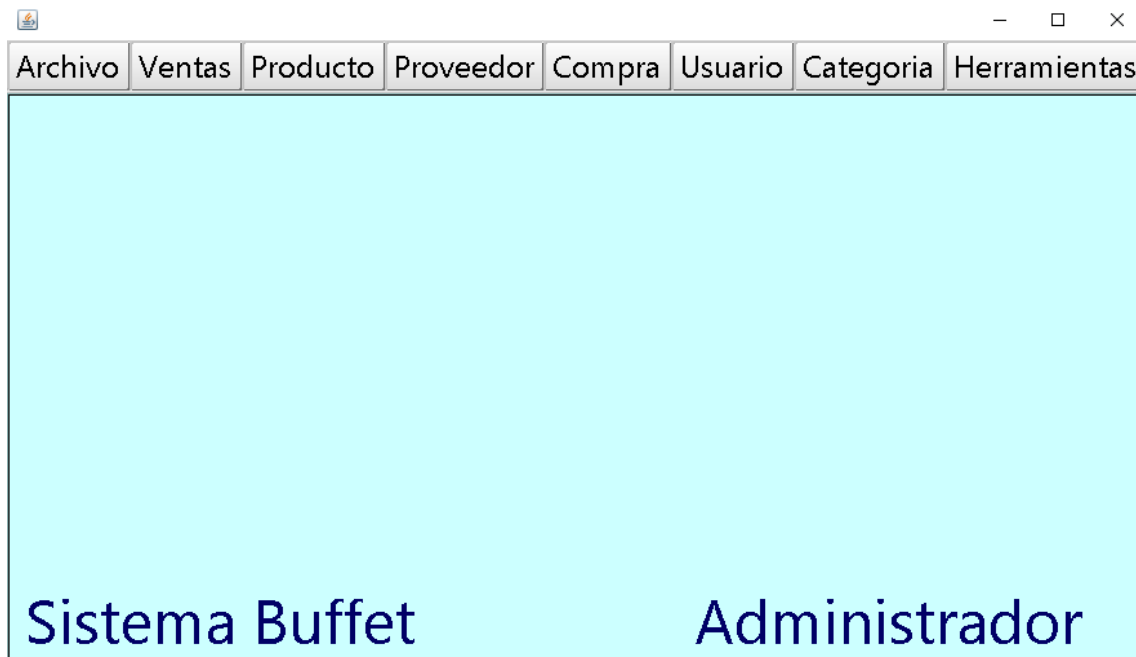 Archivo Ventas Producto Proveedor Compra Usuario Categoria Herramientas
Sistema Buffet Administrador